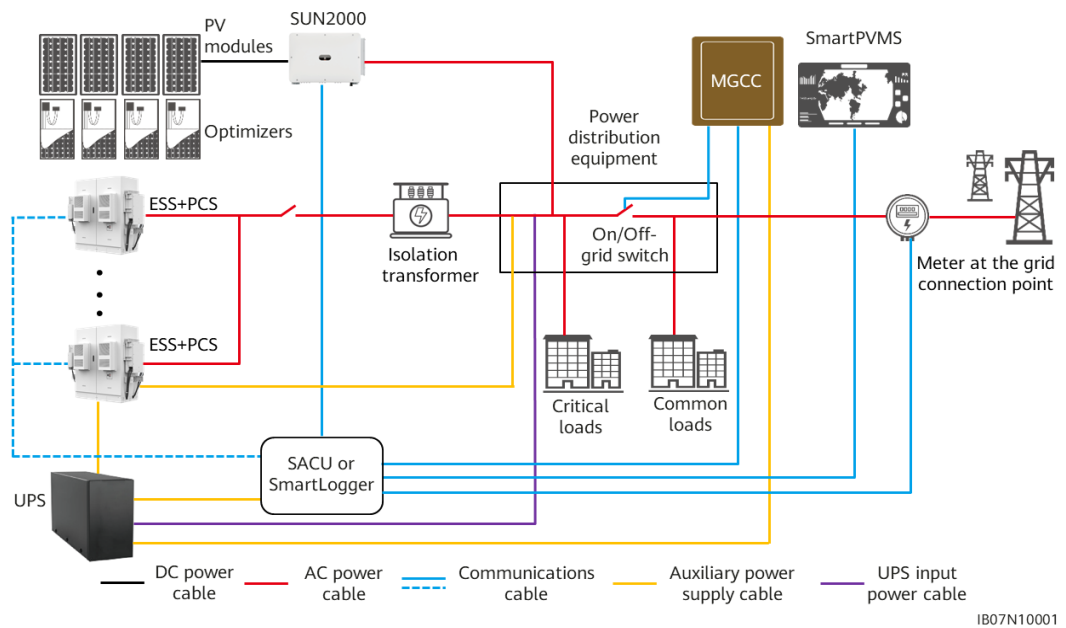 PV
modules
SUN2000
SmartPVMS
MGCC
Optimizers
Power
distribution
equipment
ESS+PCS
Isolation
transformer
On/Off-
grid switch
Meter at the grid
connection point
ESS+PCS
Critical
loads
Common
loads
SACU or
SmartLogger
UPS
DC power
cable
AC power
cable
Communications
cable
Auxiliary power
supply cable
UPS input
power cable
IB07N10001